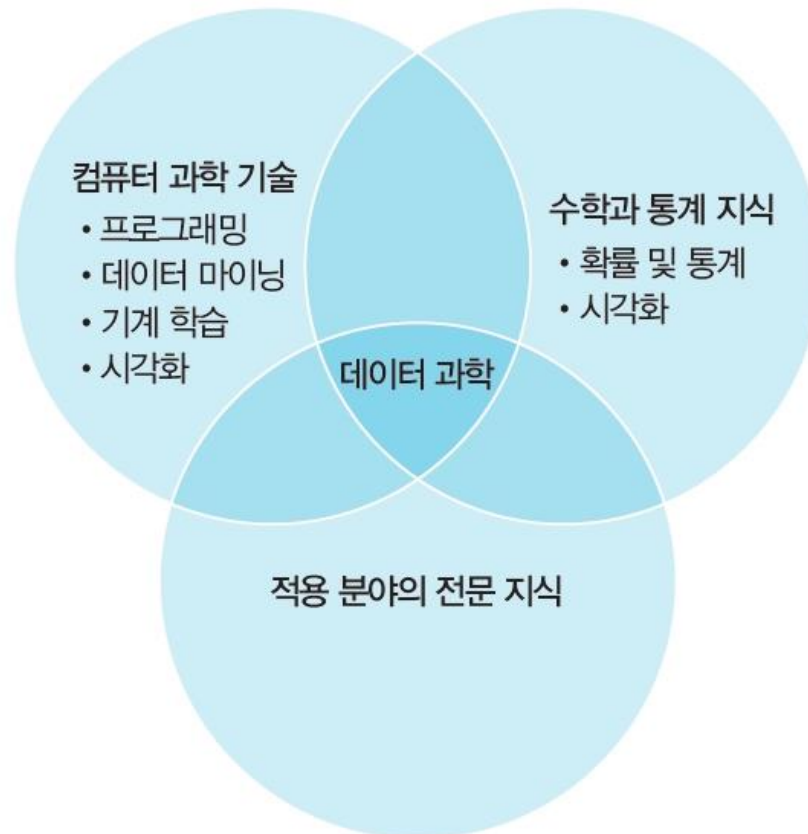 컴퓨터 과학 기술
• 프로그래밍
• 데이터 마이닝
• 기계 학습
• 시각화
수학과 통계 지식
• 확률 및 통계
• 시각화
데이터 과학
적용 분야의 전문 지식